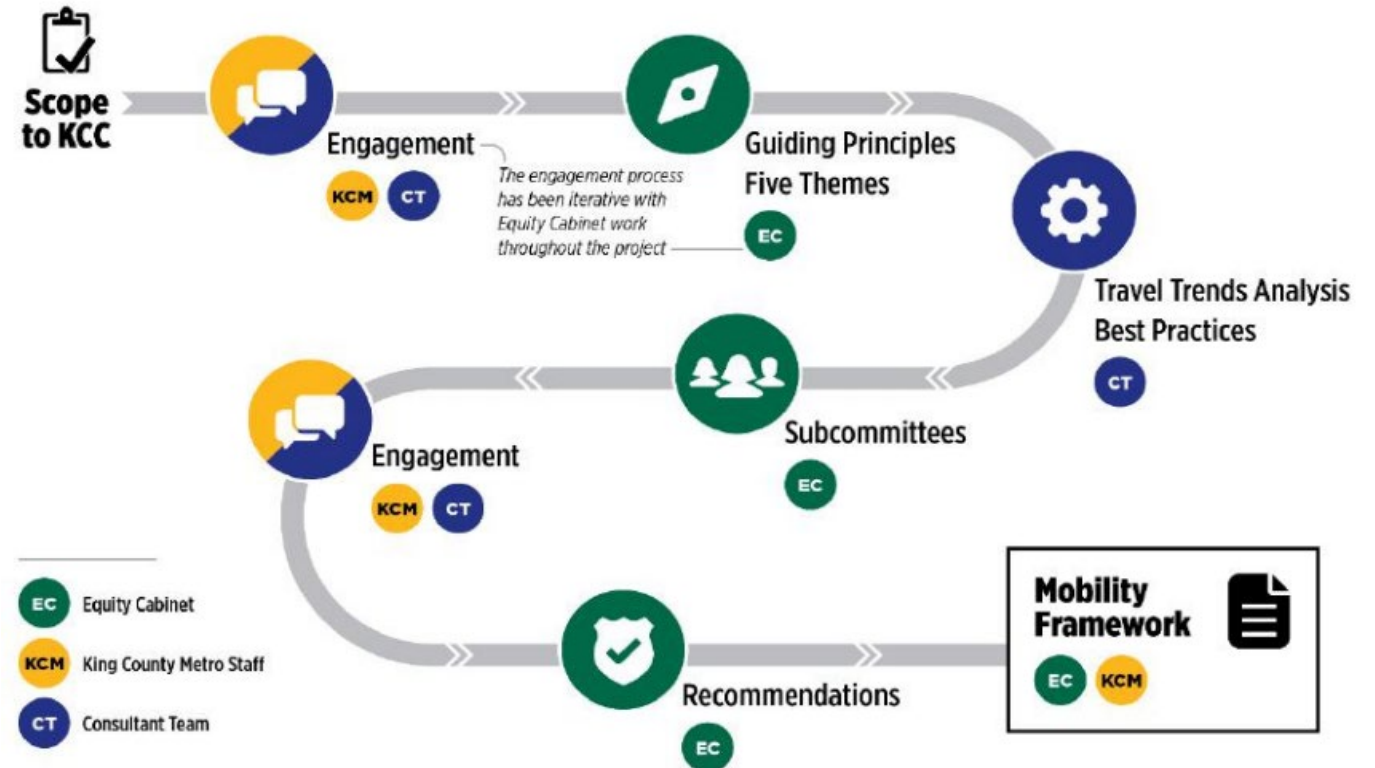 Scope
to KCC
Engagement
KCM CT
The engagement process
has been iterative with
Equity Cabinet work
throughout the project
Guiding Principles
Five Themes
EC
Travel Trends Analysis
Best Practices
CT
Subcommittees
EC
Engagement
KCM CT
Recommendations
EC
Mobility
Framework
EC KCM
EC Equity Cabinet
KCM King County Metro Staff
CT Consultant Team